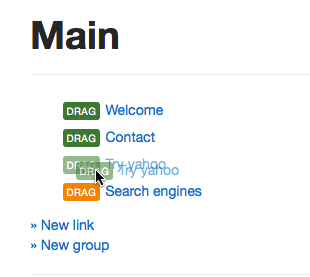 Main
DRAG Welcome
DRAG Contact
DRAG Try yahoo
DRAG Try yahoo
DRAG Search engines
» New link
» New group